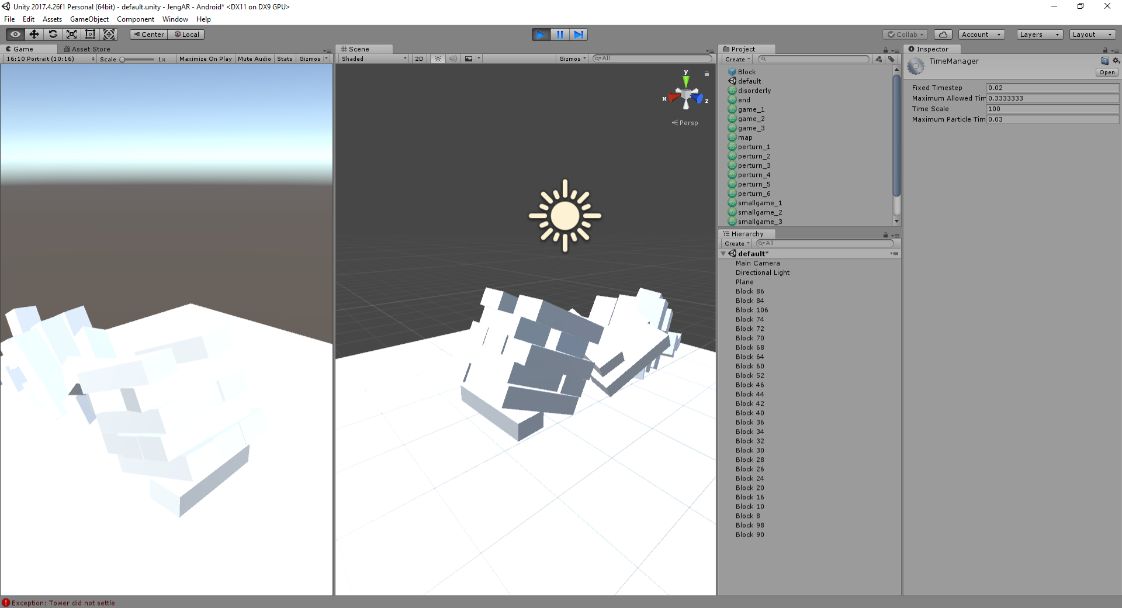 Unity 2017.4.26f1 Personal (64bit) - default.unity - JengAR - Android* <DX11 on DX9 GPU>
File Edit Assets GameObject Component Window Help
Center Local Collab Account Layers Layout
Game Asset Store
16:10 Portrait (10:16) Scale 1x Maximize On Play Mute Audio Stats Gizmos
Scene
Shaded 2D Gizmos All
y
x z
Persp
Project
Create
Block
default
disorderly
end
game_1
game_2
game_3
map
perturn_1
perturn_2
perturn_3
perturn_4
perturn_5
perturn_6
smallgame_1
smallgame_2
smallgame_3
Hierarchy
Create All
default*
Main Camera
Directional Light
Plane
Block 86
Block 84
Block 106
Block 74
Block 72
Block 70
Block 68
Block 64
Block 60
Block 52
Block 46
Block 44
Block 42
Block 40
Block 36
Block 34
Block 32
Block 30
Block 28
Block 26
Block 24
Block 20
Block 16
Block 10
Block 8
Block 98
Block 90
Inspector
TimeManager
Open
Fixed Timestep 0.02
Maximum Allowed Tim 0.3333333
Time Scale 100
Maximum Particle Tim 0.03
Exception: Tower did not settle